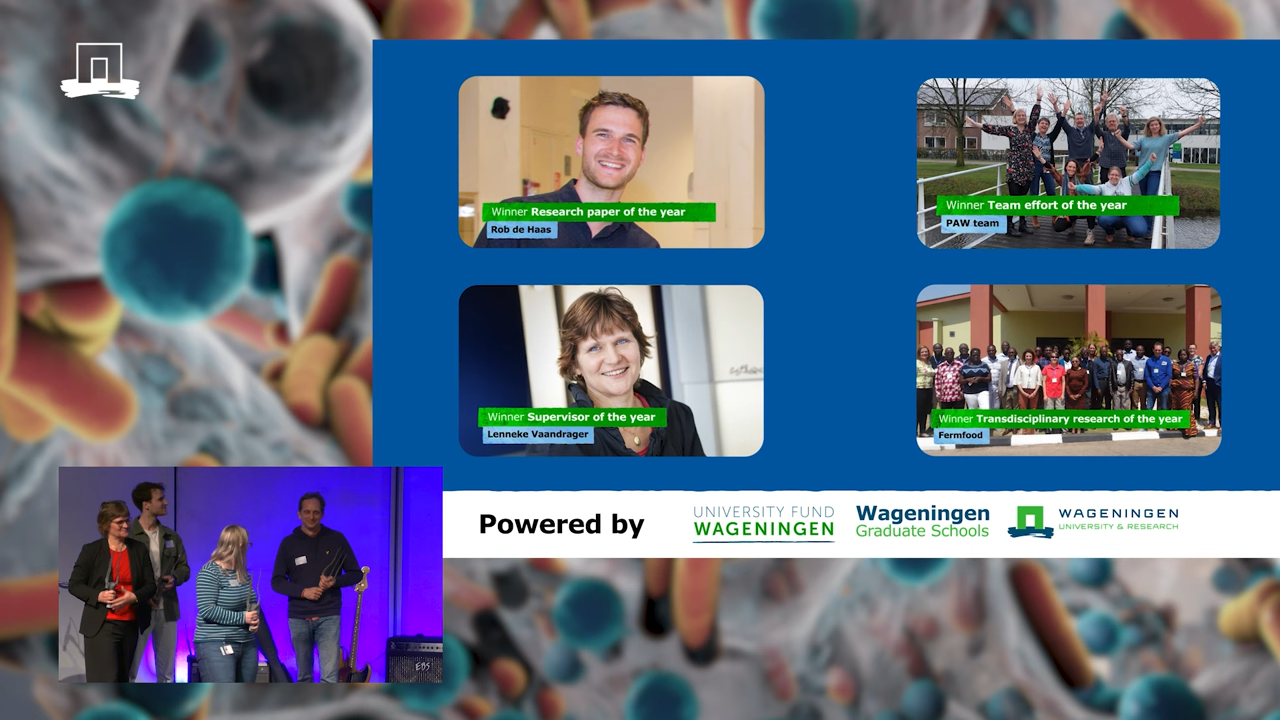 Winner Research paper of the year
Rob de Haas
Winner Team effort of the year
PAW team
Winner Supervisor of the year
Lenneke Vaandrager
Winner Transdisciplinary research of the year
Fermfood
Powered by
UNIVERSITY FUND
WAGENINGEN
Wageningen
Graduate Schools
WAGENINGEN
UNIVERSITY & RESEARCH